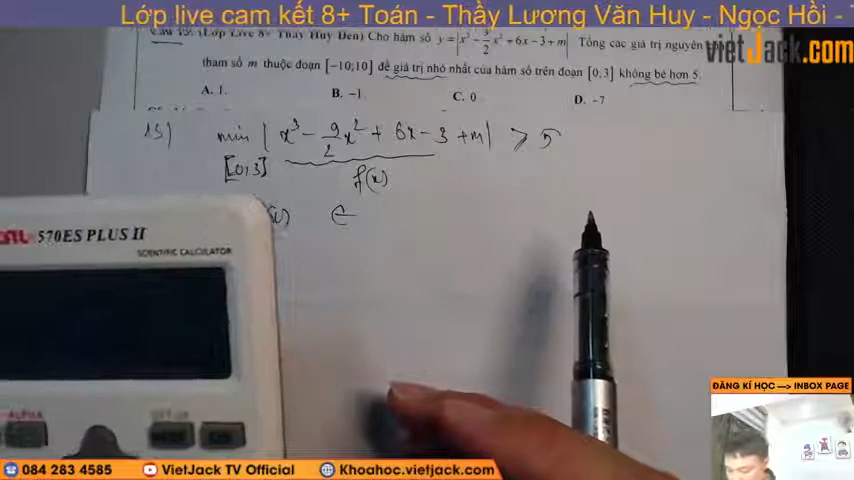 Lớp live cam kết 8+ Toán - Thầy Lương Văn Huy - Ngọc Hồi -
vietJack.com
Câu 15: (Lớp Live 8+ Thầy Huy Đen) Cho hàm số y = |x³ - 9/2 x² + 6x - 3 + m| Tổng các giá trị nguyên
tham số m thuộc đoạn [-10;10] để giá trị nhỏ nhất của hàm số trên đoạn [0,3] không bé hơn 5.
A. 1. B. -1 C. 0 D. -7
15) min | x³ - 9/2 x² + 6x - 3 + m | > 5
[0,3]
f(x)
570ES PLUS II
SCIENTIFIC CALCULATOR
ALPHA
ĐĂNG KÍ HỌC —> INBOX PAGE
084 283 4585 VietJack TV Official Khoahoc.vietjack.com